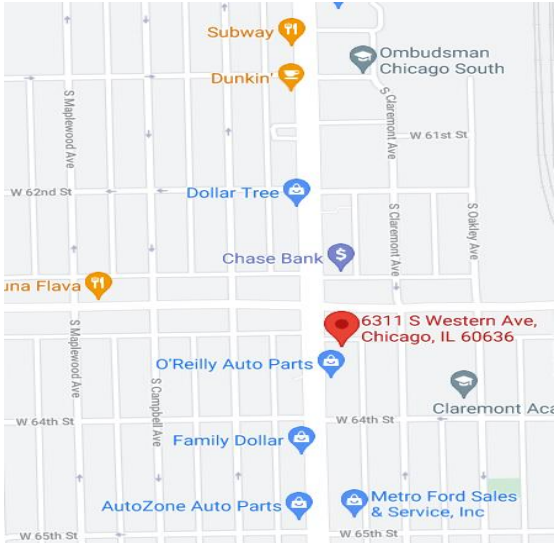 Subway
Ombudsman
Chicago South
Dunkin'
S Maplewood Ave
S Claremont Ave
W 61st St
W 62nd St
Dollar Tree
S Claremont Ave
S Oakley Ave
Chase Bank
una Flava
6311 S Western Ave,
Chicago, IL 60636
S Maplewood Ave
O'Reilly Auto Parts
S Campbell Ave
Claremont Aca
W 64th St
W 64th St
Family Dollar
AutoZone Auto Parts
Metro Ford Sales
& Service, Inc
W 65th St
W 65th St